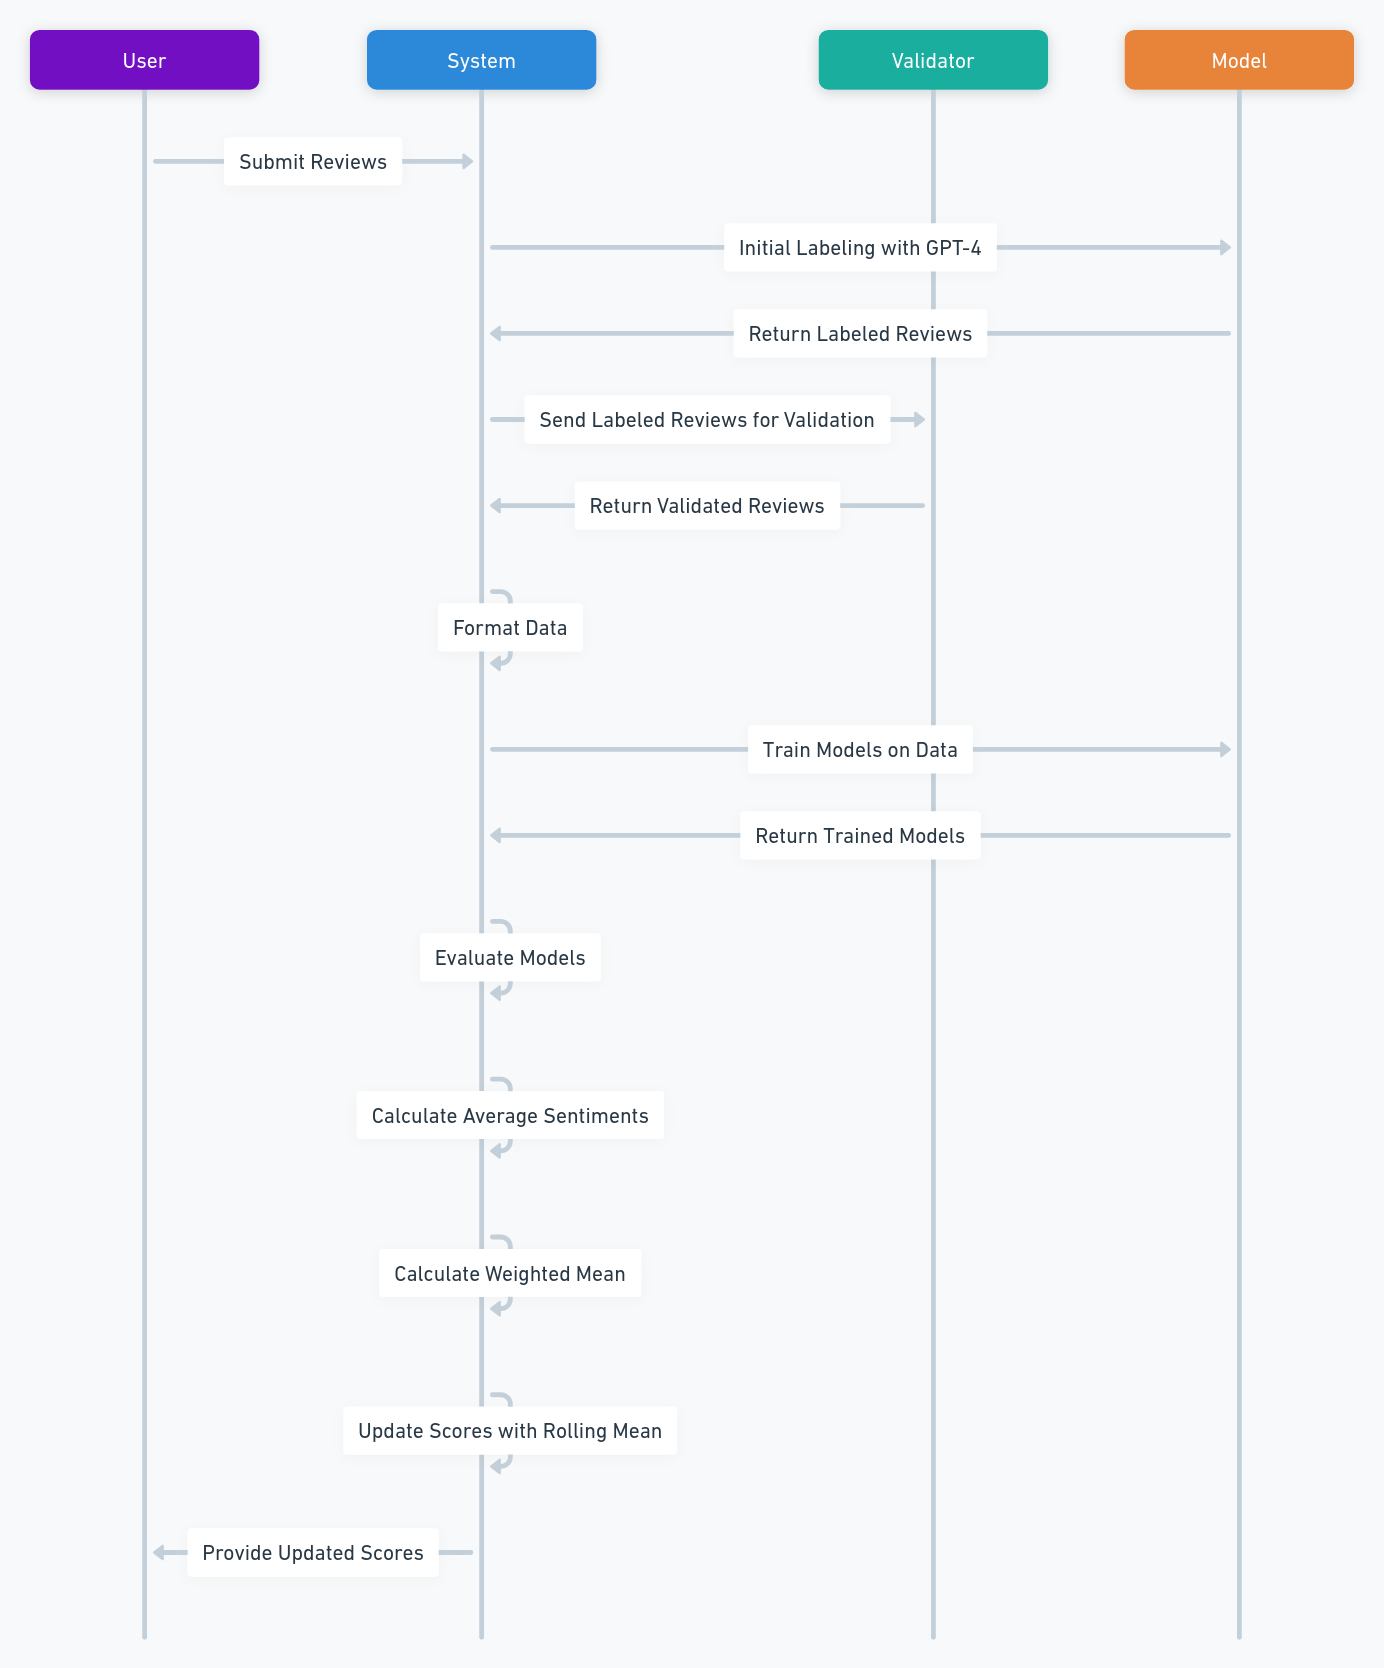 User
System
Validator
Model
Submit Reviews
Initial Labeling with GPT-4
Return Labeled Reviews
Send Labeled Reviews for Validation
Return Validated Reviews
Format Data
Train Models on Data
Return Trained Models
Evaluate Models
Calculate Average Sentiments
Calculate Weighted Mean
Update Scores with Rolling Mean
Provide Updated Scores